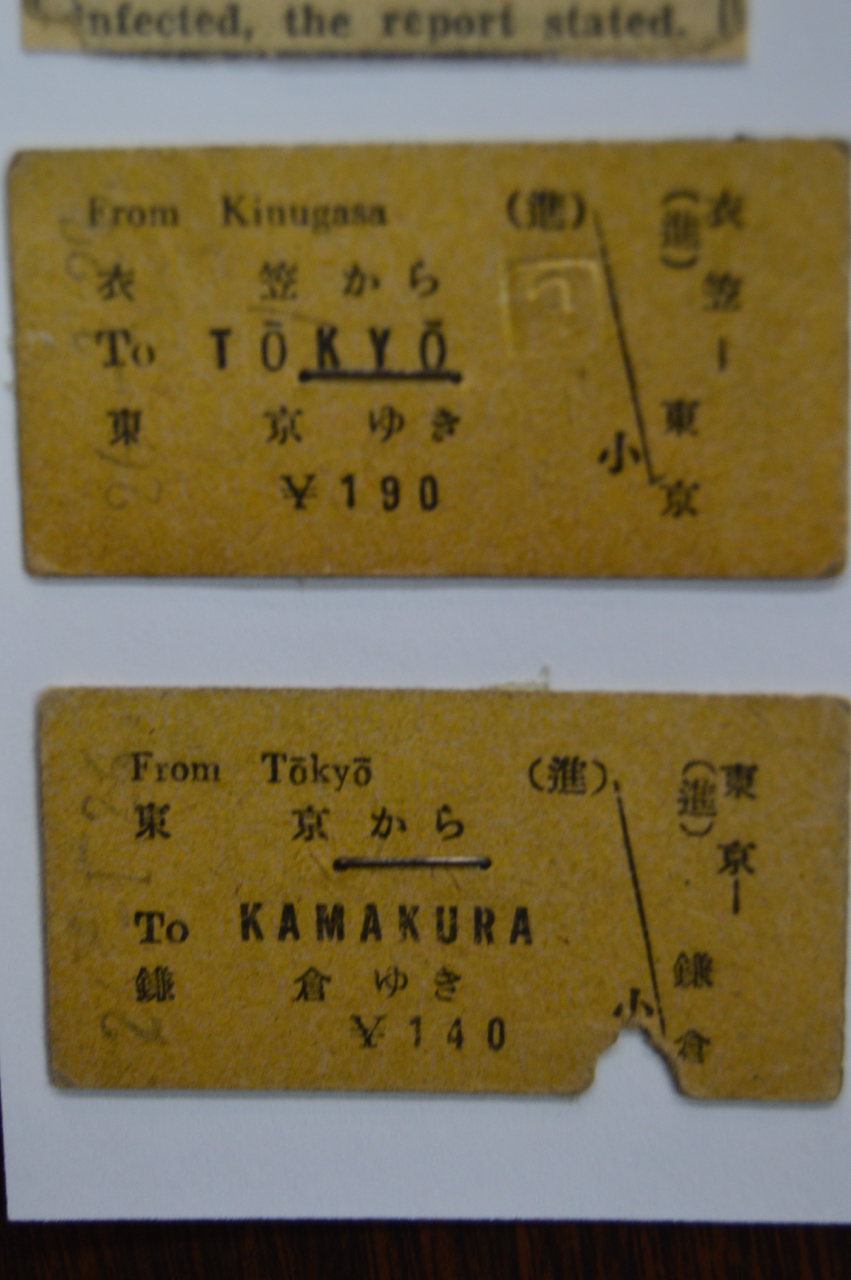 nfected, the report stated.
From Kinugasa (進)
衣笠から
To TŌKYŌ
東京ゆき
¥190
小
(進)
衣笠ー東京
From Tōkyō (進)
東京から
To KAMAKURA
鎌倉ゆき
¥140
小
(進)
東京ー鎌倉